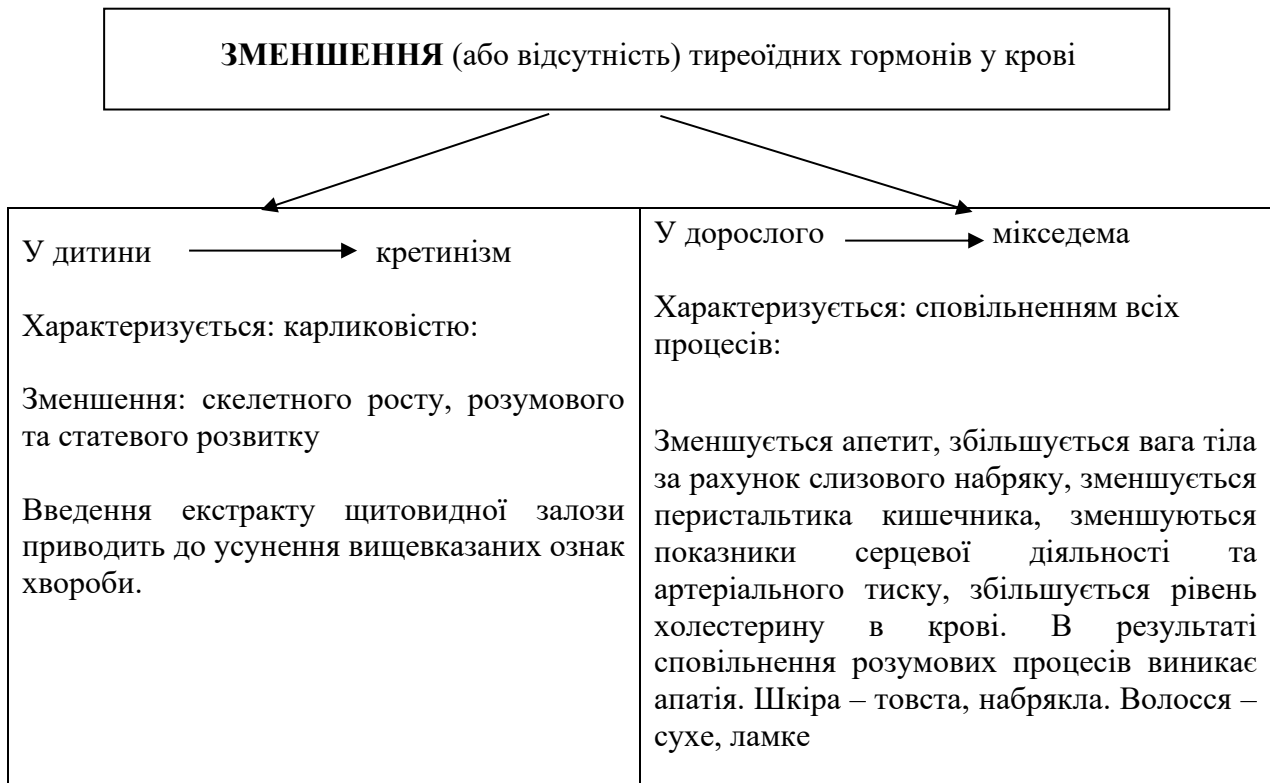 ЗМЕНШЕННЯ (або відсутність) тиреоїдних гормонів у крові
У дитини кретинізм
Характеризується: карликовістю:
Зменшення: скелетного росту, розумового
та статевого розвитку
Введення екстракту щитовидної залози
приводить до усунення вищевказаних ознак
хвороби.
У дорослого мікседема
Характеризується: сповільненням всіх
процесів:
Зменшується апетит, збільшується вага тіла
за рахунок слизового набряку, зменшується
перистальтика кишечника, зменшуються
показники серцевої діяльності та
артеріального тиску, збільшується рівень
холестерину в крові. В результаті
сповільнення розумових процесів виникає
апатія. Шкіра – товста, набрякла. Волосся –
сухе, ламке